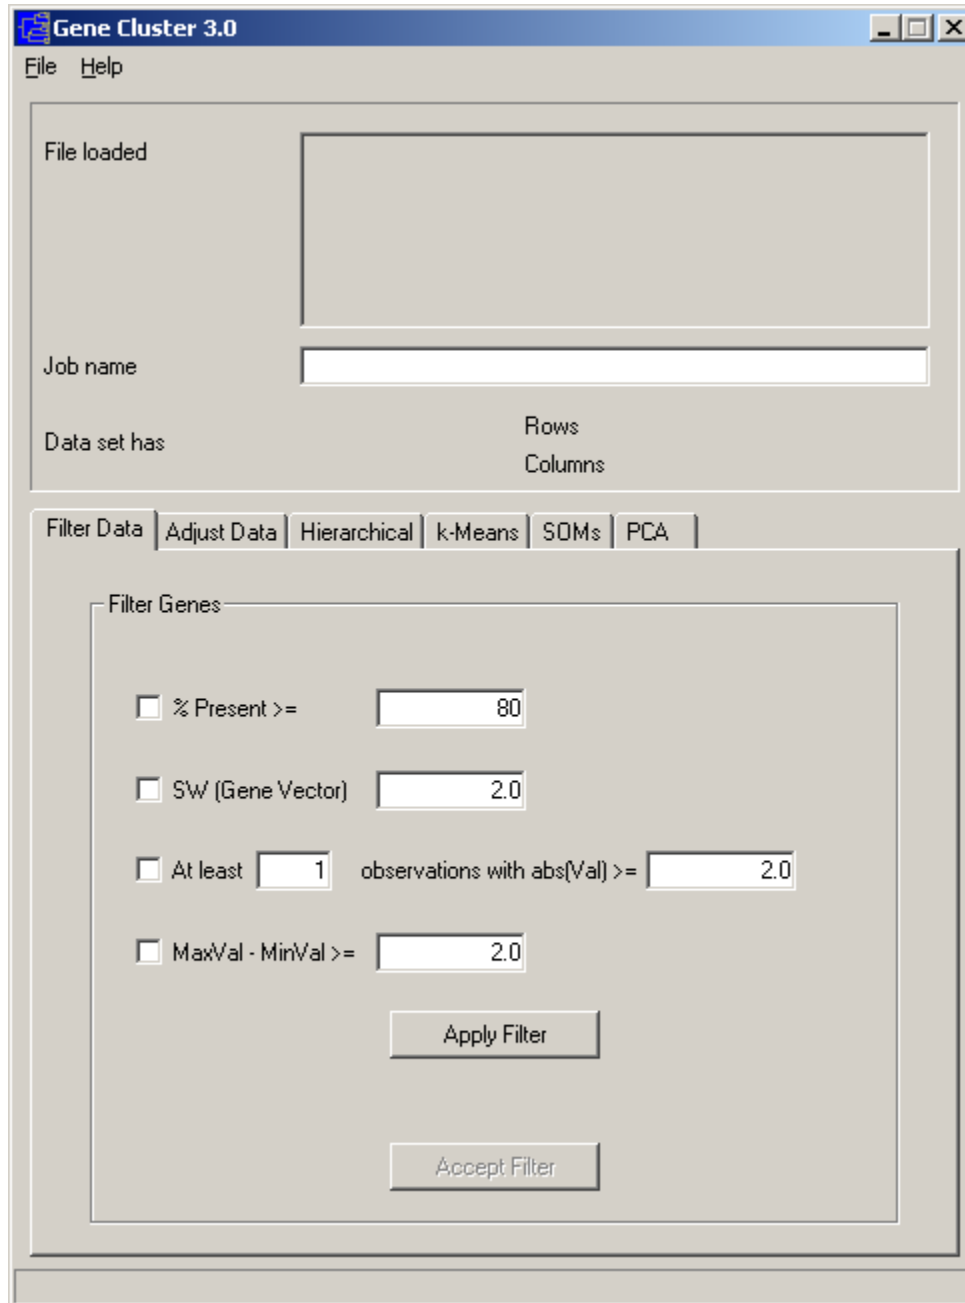 Gene Cluster 3.0
File Help
File loaded
Job name
Data set has
Rows
Columns
Filter Data Adjust Data Hierarchical k-Means SOMs PCA
Filter Genes
% Present >= 80
SW (Gene Vector) 2.0
At least 1 observations with abs(Val) >= 2.0
MaxVal - MinVal >= 2.0
Apply Filter
Accept Filter